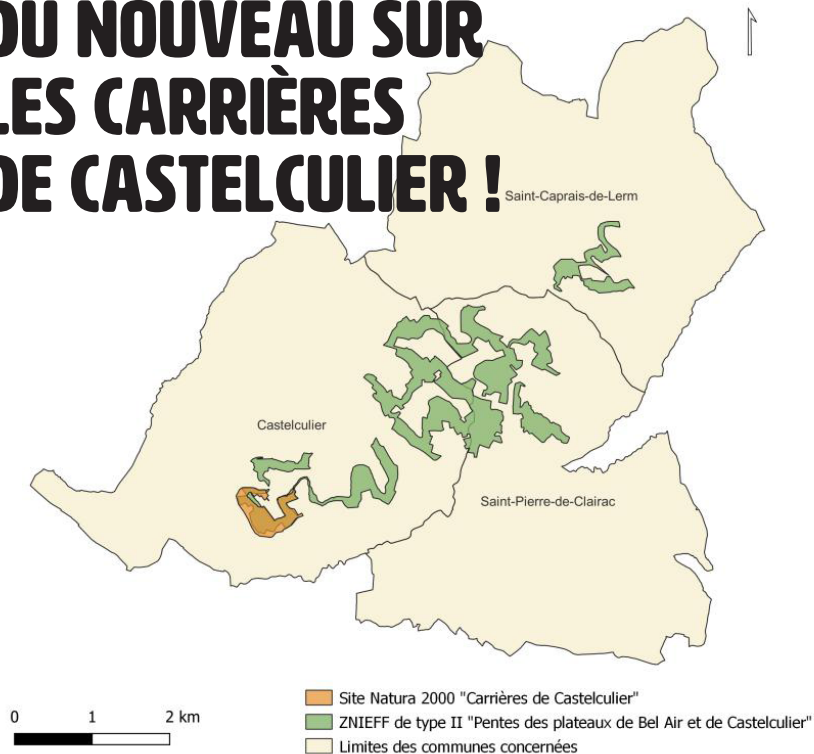 DU NOUVEAU SUR
LES CARRIÈRES
DE CASTELCULIER !
Saint-Caprais-de-Lerm
Castelculier
Saint-Pierre-de-Clairac
0 1 2 km
Site Natura 2000 "Carrières de Castelculier"
ZNIEFF de type II "Pentes des plateaux de Bel Air et de Castelculier"
Limites des communes concernées